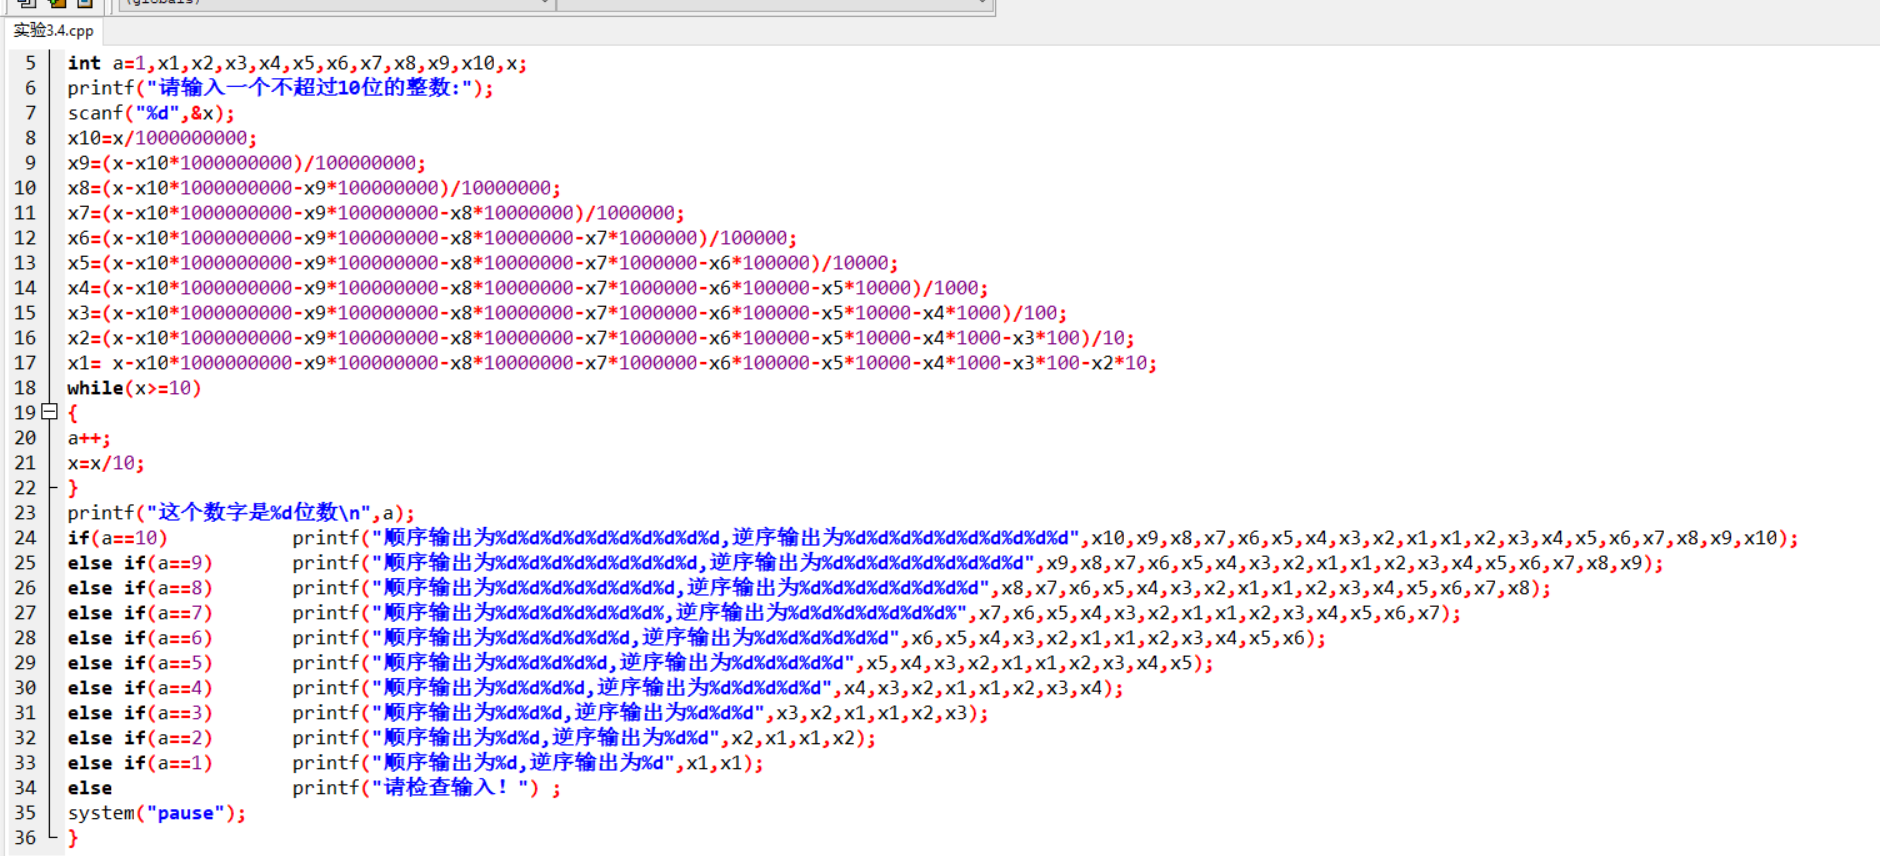 (globals)
实验3.4.cpp
5 int a=1,x1,x2,x3,x4,x5,x6,x7,x8,x9,x10,x;
6 printf("请输入一个不超过10位的整数:");
7 scanf("%d",&x);
8 x10=x/1000000000;
9 x9=(x-x10*1000000000)/100000000;
10 x8=(x-x10*1000000000-x9*100000000)/10000000;
11 x7=(x-x10*1000000000-x9*100000000-x8*10000000)/1000000;
12 x6=(x-x10*1000000000-x9*100000000-x8*10000000-x7*1000000)/100000;
13 x5=(x-x10*1000000000-x9*100000000-x8*10000000-x7*1000000-x6*100000)/10000;
14 x4=(x-x10*1000000000-x9*100000000-x8*10000000-x7*1000000-x6*100000-x5*10000)/1000;
15 x3=(x-x10*1000000000-x9*100000000-x8*10000000-x7*1000000-x6*100000-x5*10000-x4*1000)/100;
16 x2=(x-x10*1000000000-x9*100000000-x8*10000000-x7*1000000-x6*100000-x5*10000-x4*1000-x3*100)/10;
17 x1= x-x10*1000000000-x9*100000000-x8*10000000-x7*1000000-x6*100000-x5*10000-x4*1000-x3*100-x2*10;
18 while(x>=10)
19 {
20 a++;
21 x=x/10;
22 }
23 printf("这个数字是%d位数\n",a);
24 if(a==10) printf("顺序输出为%d%d%d%d%d%d%d%d%d%d,逆序输出为%d%d%d%d%d%d%d%d%d%d",x10,x9,x8,x7,x6,x5,x4,x3,x2,x1,x1,x2,x3,x4,x5,x6,x7,x8,x9,x10);
25 else if(a==9) printf("顺序输出为%d%d%d%d%d%d%d%d%d,逆序输出为%d%d%d%d%d%d%d%d%d",x9,x8,x7,x6,x5,x4,x3,x2,x1,x1,x2,x3,x4,x5,x6,x7,x8,x9);
26 else if(a==8) printf("顺序输出为%d%d%d%d%d%d%d%d,逆序输出为%d%d%d%d%d%d%d%d",x8,x7,x6,x5,x4,x3,x2,x1,x1,x2,x3,x4,x5,x6,x7,x8);
27 else if(a==7) printf("顺序输出为%d%d%d%d%d%d%d%,逆序输出为%d%d%d%d%d%d%d%",x7,x6,x5,x4,x3,x2,x1,x1,x2,x3,x4,x5,x6,x7);
28 else if(a==6) printf("顺序输出为%d%d%d%d%d%d,逆序输出为%d%d%d%d%d%d",x6,x5,x4,x3,x2,x1,x1,x2,x3,x4,x5,x6);
29 else if(a==5) printf("顺序输出为%d%d%d%d%d,逆序输出为%d%d%d%d%d",x5,x4,x3,x2,x1,x1,x2,x3,x4,x5);
30 else if(a==4) printf("顺序输出为%d%d%d%d,逆序输出为%d%d%d%d%d",x4,x3,x2,x1,x1,x2,x3,x4);
31 else if(a==3) printf("顺序输出为%d%d%d,逆序输出为%d%d%d",x3,x2,x1,x1,x2,x3);
32 else if(a==2) printf("顺序输出为%d%d,逆序输出为%d%d",x2,x1,x1,x2);
33 else if(a==1) printf("顺序输出为%d,逆序输出为%d",x1,x1);
34 else printf("请检查输入！") ;
35 system("pause");
36 }